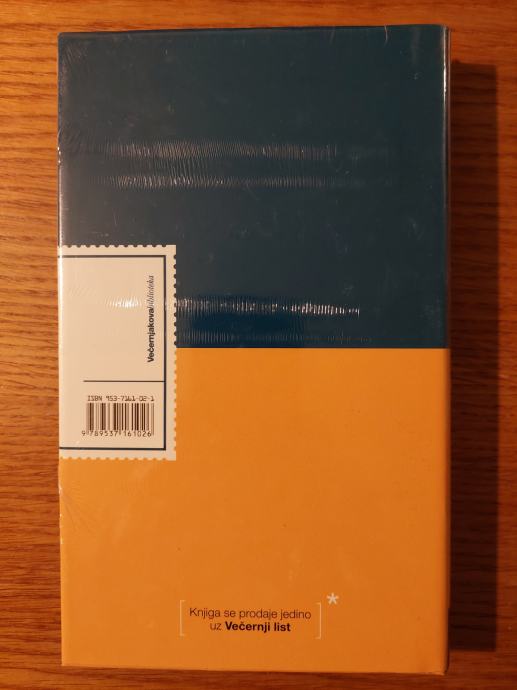 Večernjakovabiblioteka
ISBN 953-7161-02-1
9 789537 161026
Knjiga se prodaje jedino
uz Večernji list
*